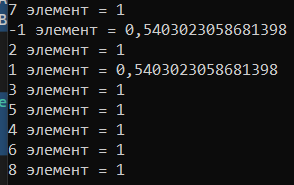 7 элемент = 1
-1 элемент = 0,5403023058681398
2 элемент = 1
1 элемент = 0,5403023058681398
3 элемент = 1
5 элемент = 1
4 элемент = 1
6 элемент = 1
8 элемент = 1